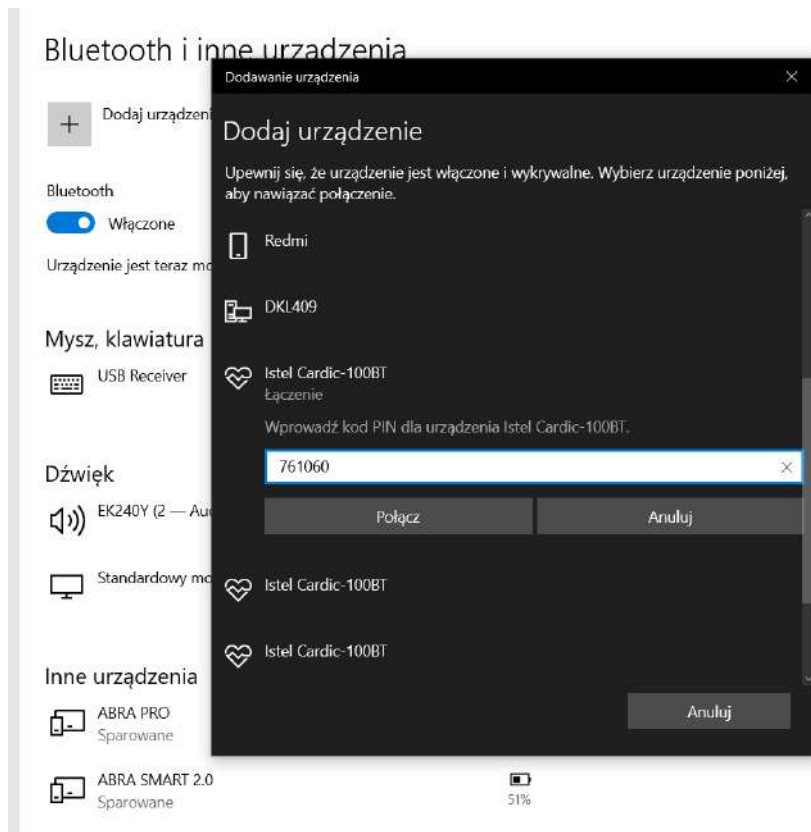 Bluetooth i inne urządzenia
Dodawanie urządzenia
Dodaj urządzeni
Dodaj urządzenie
Upewnij się, że urządzenie jest włączone i wykrywalne. Wybierz urządzenie poniżej,
aby nawiązać połączenie.
Bluetooth
Włączone
Urządzenie jest teraz mo
Redmi
DKL409
Mysz, klawiatura
USB Receiver
Istel Cardic-100BT
Łączenie
Wprowadź kod PIN dla urządzenia Istel Cardic-100BT.
761060
Połącz
Anuluj
Dźwięk
EK240Y (2 — Au
Standardowy mo
Istel Cardic-100BT
Istel Cardic-100BT
Anuluj
Inne urządzenia
ABRA PRO
Sparowane
ABRA SMART 2.0
Sparowane
51%